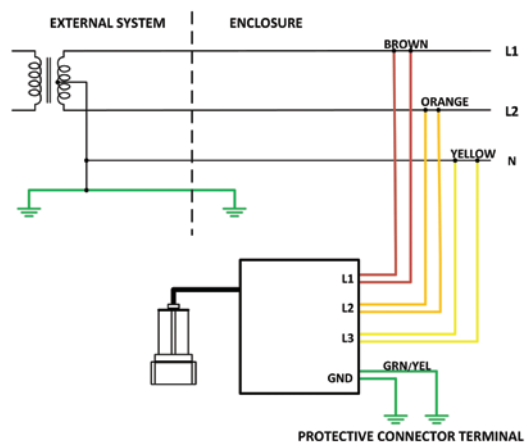 EXTERNAL SYSTEM
ENCLOSURE
BROWN
L1
ORANGE
L2
YELLOW
N
L1
L2
L3
GRN/YEL
GND
PROTECTIVE CONNECTOR TERMINAL